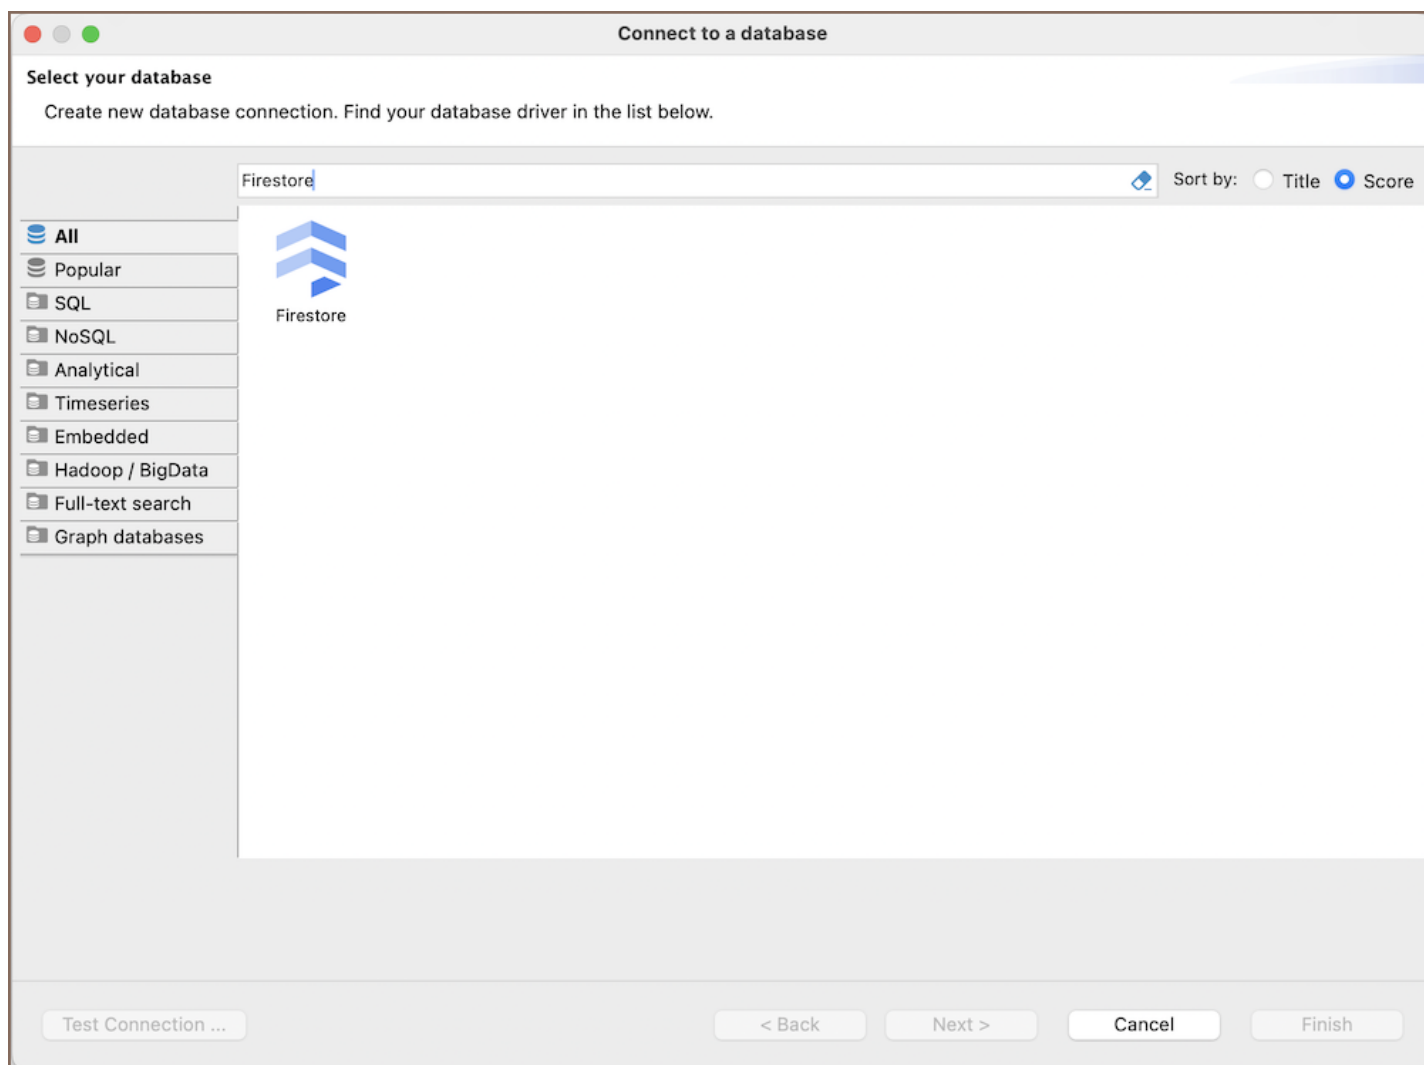 Connect to a database
Select your database
Create new database connection. Find your database driver in the list below.
Firestore
Sort by: Title Score
All
Popular
SQL
NoSQL
Analytical
Timeseries
Embedded
Hadoop / BigData
Full-text search
Graph databases
Firestore
Test Connection ...
< Back
Next >
Cancel
Finish